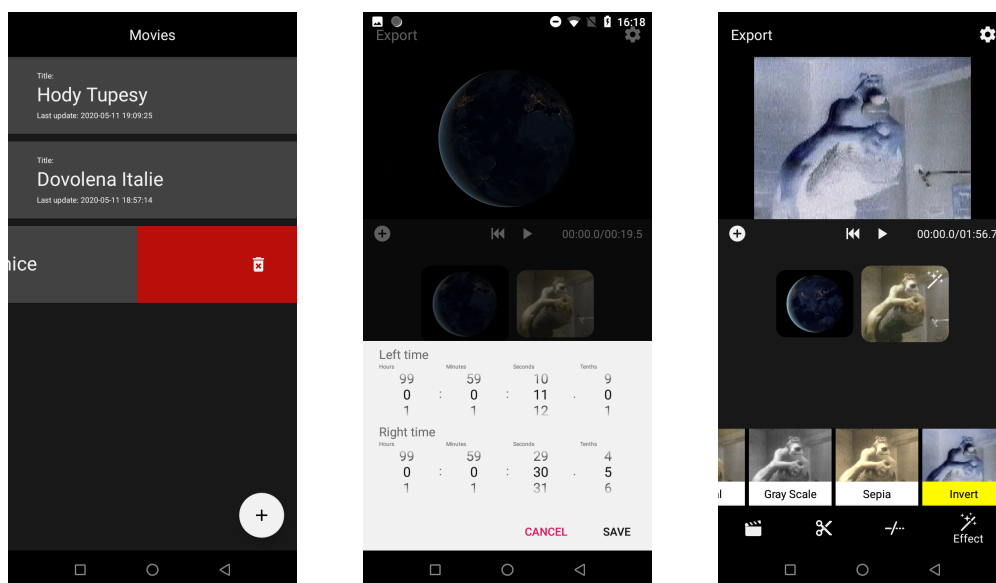 Movies
Title:
Hody Tupesy
Last update: 2020-05-11 19:09:25
Title:
Dovolena Italie
Last update: 2020-05-11 18:57:14
nice
+
16:18
Export
00:00.0/00:19.5
Left time
Hours Minutes Seconds Tenths
99 59 10 9
0 : 0 : 11 . 0
1 1 12 1
Right time
Hours Minutes Seconds Tenths
99 59 29 4
0 : 0 : 30 . 5
1 1 31 6
CANCEL SAVE
Export
00:00.0/01:56.7
l Gray Scale Sepia Invert
Effect